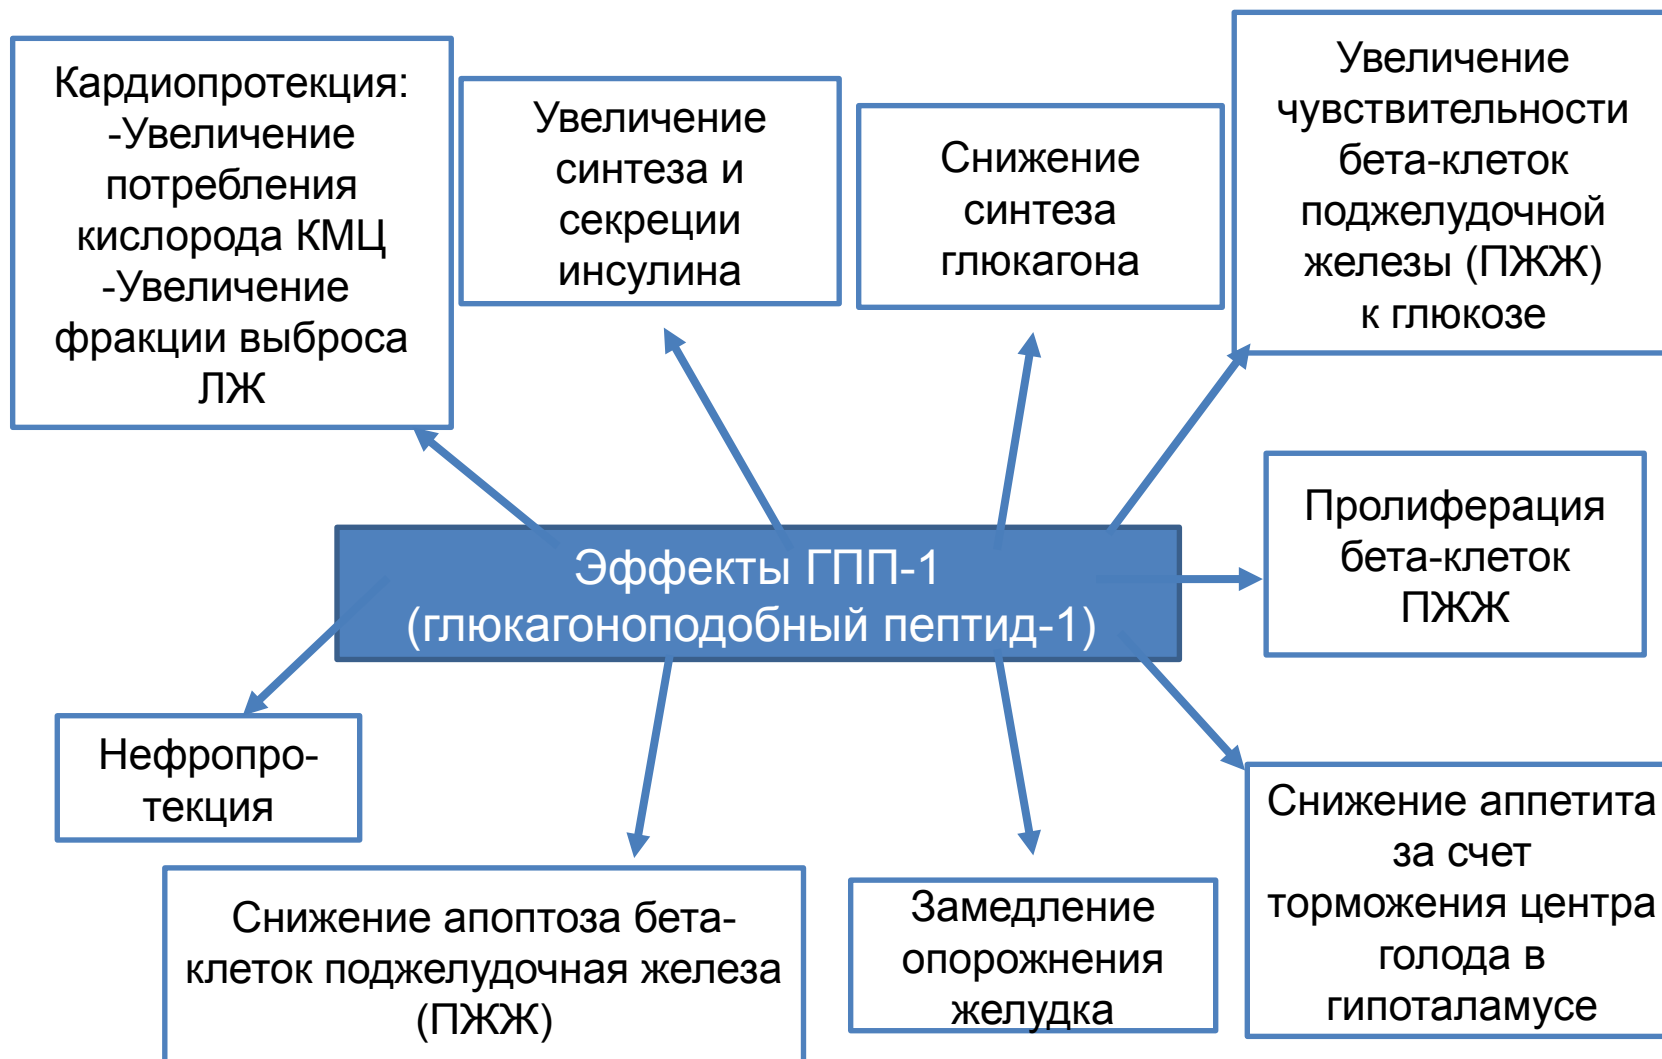 Кардиопротекция:
-Увеличение
потребления
кислорода КМЦ
-Увеличение
фракции выброса
ЛЖ
Увеличение
синтеза и
секреции
инсулина
Снижение
синтеза
глюкагона
Увеличение
чувствительности
бета-клеток
поджелудочной
железы (ПЖЖ)
к глюкозе
Эффекты ГПП-1
(глюкагоноподобный пептид-1)
Пролиферация
бета-клеток
ПЖЖ
Нефропро-
текция
Снижение апоптоза бета-
клеток поджелудочная железа
(ПЖЖ)
Замедление
опорожнения
желудка
Снижение аппетита
за счет
торможения центра
голода в
гипоталамусе